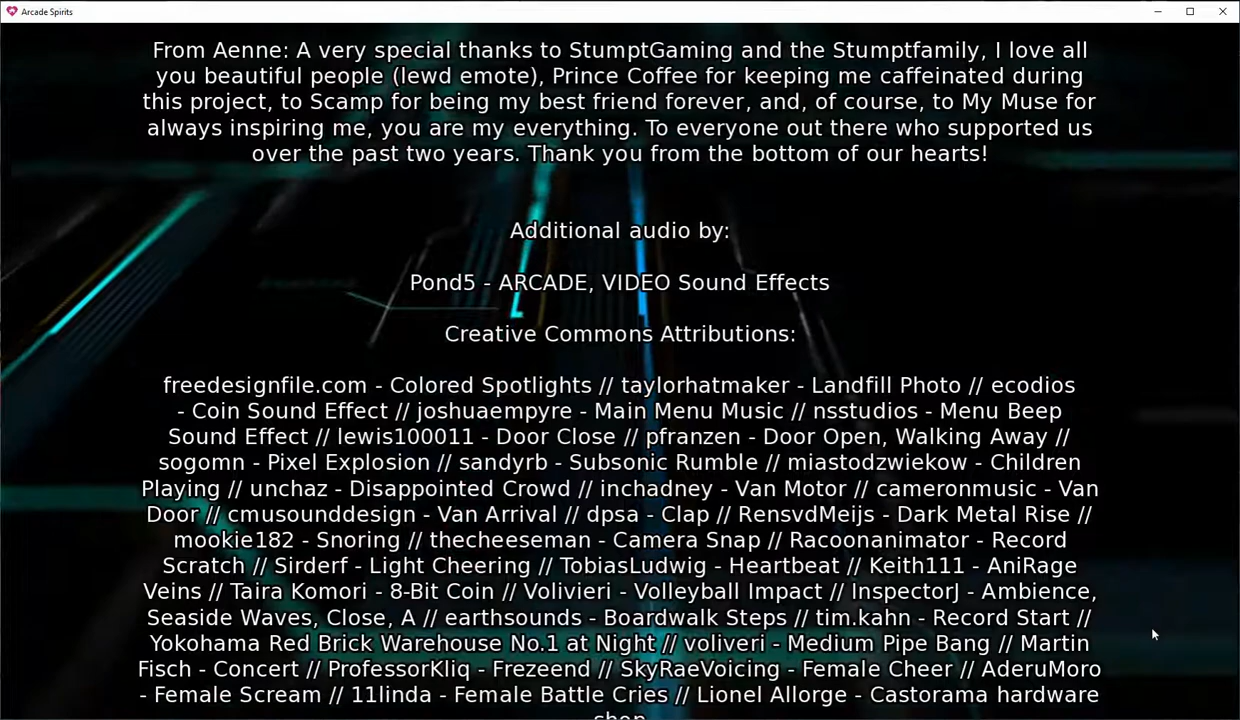 Arcade Spirits
From Aenne: A very special thanks to StumptGaming and the Stumptfamily, I love all
you beautiful people (lewd emote), Prince Coffee for keeping me caffeinated during
this project, to Scamp for being my best friend forever, and, of course, to My Muse for
always inspiring me, you are my everything. To everyone out there who supported us
over the past two years. Thank you from the bottom of our hearts!
Additional audio by:
Pond5 - ARCADE, VIDEO Sound Effects
Creative Commons Attributions:
freedesignfile.com - Colored Spotlights // taylorhatmaker - Landfill Photo // ecodios
- Coin Sound Effect // joshuaempyre - Main Menu Music // nsstudios - Menu Beep
Sound Effect // lewis100011 - Door Close // pfranzen - Door Open, Walking Away //
sogomn - Pixel Explosion // sandyrb - Subsonic Rumble // miastodzwiekow - Children
Playing // unchaz - Disappointed Crowd // inchadney - Van Motor // cameronmusic - Van
Door // cmusounddesign - Van Arrival // dpsa - Clap // RensvdMeijs - Dark Metal Rise //
mookie182 - Snoring // thecheeseman - Camera Snap // Racoonanimator - Record
Scratch // Sirderf - Light Cheering // TobiasLudwig - Heartbeat // Keith111 - AniRage
Veins // Taira Komori - 8-Bit Coin // Volivieri - Volleyball Impact // InspectorJ - Ambience,
Seaside Waves, Close, A // earthsounds - Boardwalk Steps // tim.kahn - Record Start //
Yokohama Red Brick Warehouse No.1 at Night // voliveri - Medium Pipe Bang // Martin
Fisch - Concert // ProfessorKliq - Frezeend // SkyRaeVoicing - Female Cheer // AderuMoro
- Female Scream // 11linda - Female Battle Cries // Lionel Allorge - Castorama hardware
shop